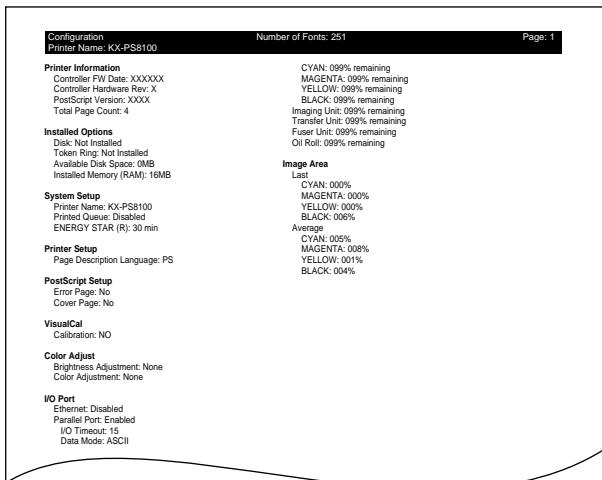 Configuration Number of Fonts: 251 Page: 1
Printer Name: KX-PS8100
Printer Information
Controller FW Date: XXXXXX
Controller Hardware Rev: X
PostScript Version: XXXX
Total Page Count: 4
Installed Options
Disk: Not Installed
Token Ring: Not Installed
Available Disk Space: 0MB
Installed Memory (RAM): 16MB
System Setup
Printer Name: KX-PS8100
Printed Queue: Disabled
ENERGY STAR (R): 30 min
Printer Setup
Page Description Language: PS
PostScript Setup
Error Page: No
Cover Page: No
VisualCal
Calibration: NO
Color Adjust
Brightness Adjustment: None
Color Adjustment: None
I/O Port
Ethernet: Disabled
Parallel Port: Enabled
I/O Timeout: 15
Data Mode: ASCII
CYAN: 099% remaining
MAGENTA: 099% remaining
YELLOW: 099% remaining
BLACK: 099% remaining
Imaging Unit: 099% remaining
Transfer Unit: 099% remaining
Fuser Unit: 099% remaining
Oil Roll: 099% remaining
Image Area
Last
CYAN: 000%
MAGENTA: 000%
YELLOW: 000%
BLACK: 006%
Average
CYAN: 005%
MAGENTA: 008%
YELLOW: 001%
BLACK: 004%